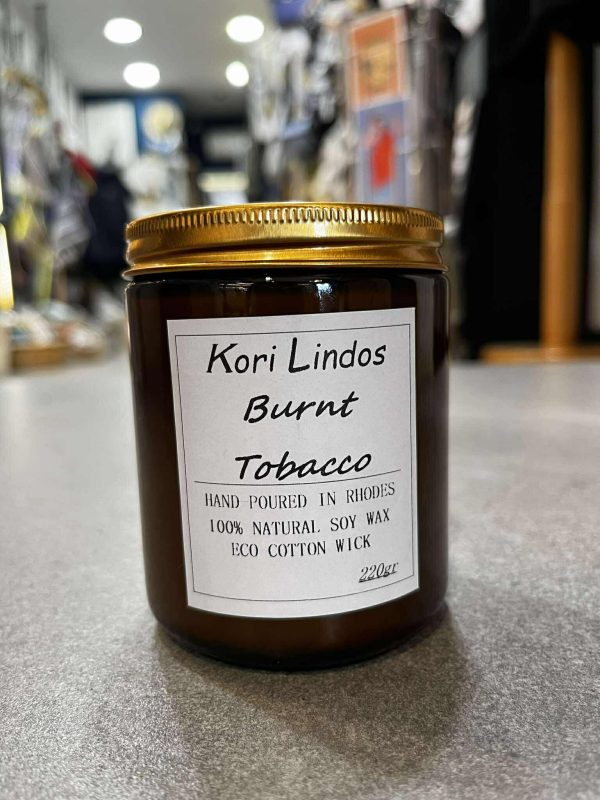 Kori Lindos
Burnt
Tobacco
HAND POURED IN RHODES
100% NATURAL SOY WAX
ECO COTTON WICK
220gr